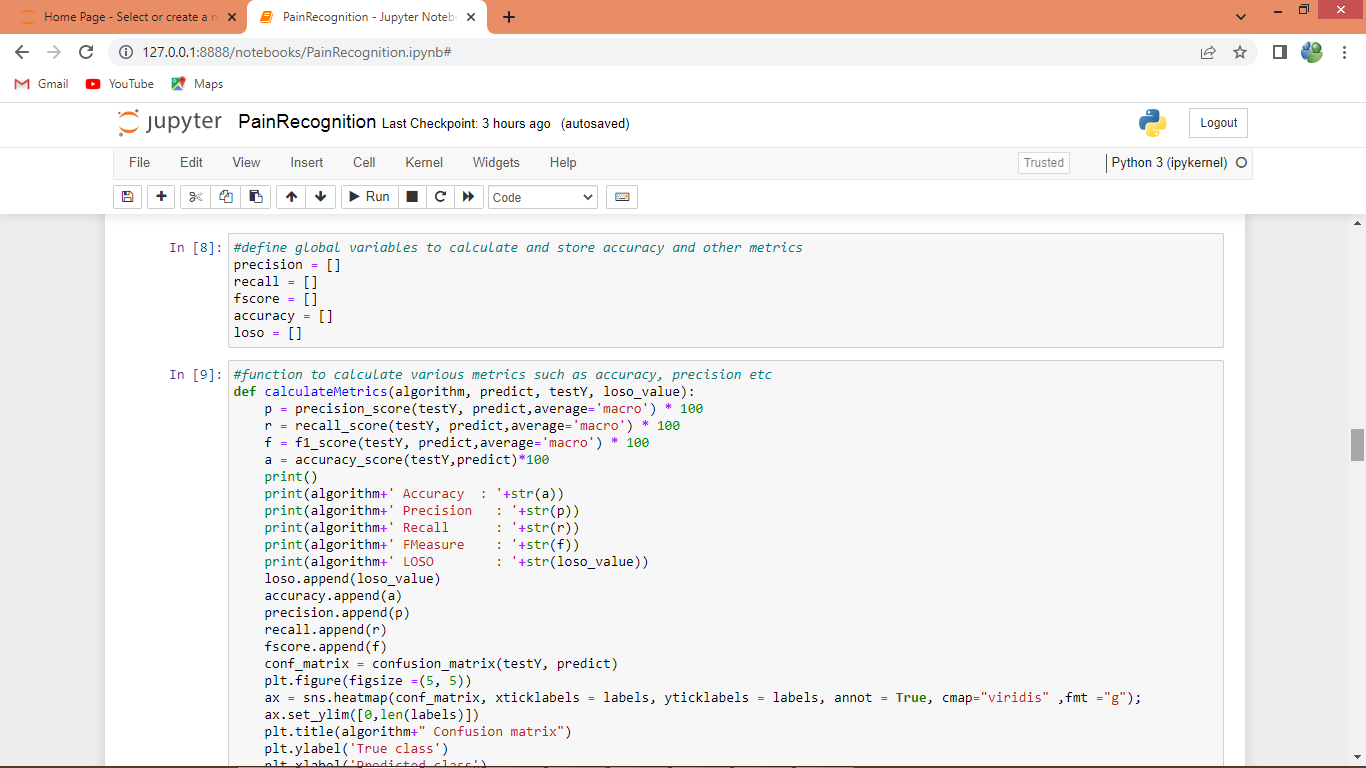 Home Page - Select or create a n
PainRecognition - Jupyter Noteb
127.0.0.1:8888/notebooks/PainRecognition.ipynb#
Gmail YouTube Maps
jupyter PainRecognition Last Checkpoint: 3 hours ago (autosaved)
Logout
File Edit View Insert Cell Kernel Widgets Help
Trusted
Python 3 (ipykernel)
Run
Code
In [8]:
#define global variables to calculate and store accuracy and other metrics
precision = []
recall = []
fscore = []
accuracy = []
loso = []
In [9]:
#function to calculate various metrics such as accuracy, precision etc
def calculateMetrics(algorithm, predict, testY, loso_value):
    p = precision_score(testY, predict,average='macro') * 100
    r = recall_score(testY, predict,average='macro') * 100
    f = f1_score(testY, predict,average='macro') * 100
    a = accuracy_score(testY,predict)*100
    print()
    print(algorithm+' Accuracy  : '+str(a))
    print(algorithm+' Precision   : '+str(p))
    print(algorithm+' Recall      : '+str(r))
    print(algorithm+' FMeasure    : '+str(f))
    print(algorithm+' LOSO        : '+str(loso_value))
    loso.append(loso_value)
    accuracy.append(a)
    precision.append(p)
    recall.append(r)
    fscore.append(f)
    conf_matrix = confusion_matrix(testY, predict)
    plt.figure(figsize =(5, 5))
    ax = sns.heatmap(conf_matrix, xticklabels = labels, yticklabels = labels, annot = True, cmap="viridis" ,fmt ="g");
    ax.set_ylim([0,len(labels)])
    plt.title(algorithm+" Confusion matrix")
    plt.ylabel('True class')
    plt.xlabel('Predicted class')